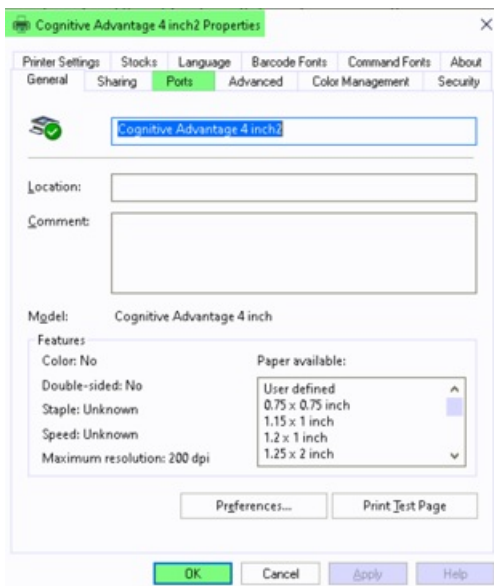 Cognitive Advantage 4 inch2 Properties
Printer Settings Stocks Language Barcode Fonts Command Fonts About
General Sharing Ports Advanced Color Management Security
Cognitive Advantage 4 inch2
Location:
Comment:
Model: Cognitive Advantage 4 inch
Features
Color: No Paper available:
Double-sided: No User defined
Staple: Unknown 0.75 x 0.75 inch
1.15 x 1 inch
Speed: Unknown 1.2 x 1 inch
Maximum resolution: 200 dpi 1.25 x 2 inch
Preferences... Print Test Page
OK Cancel Apply Help